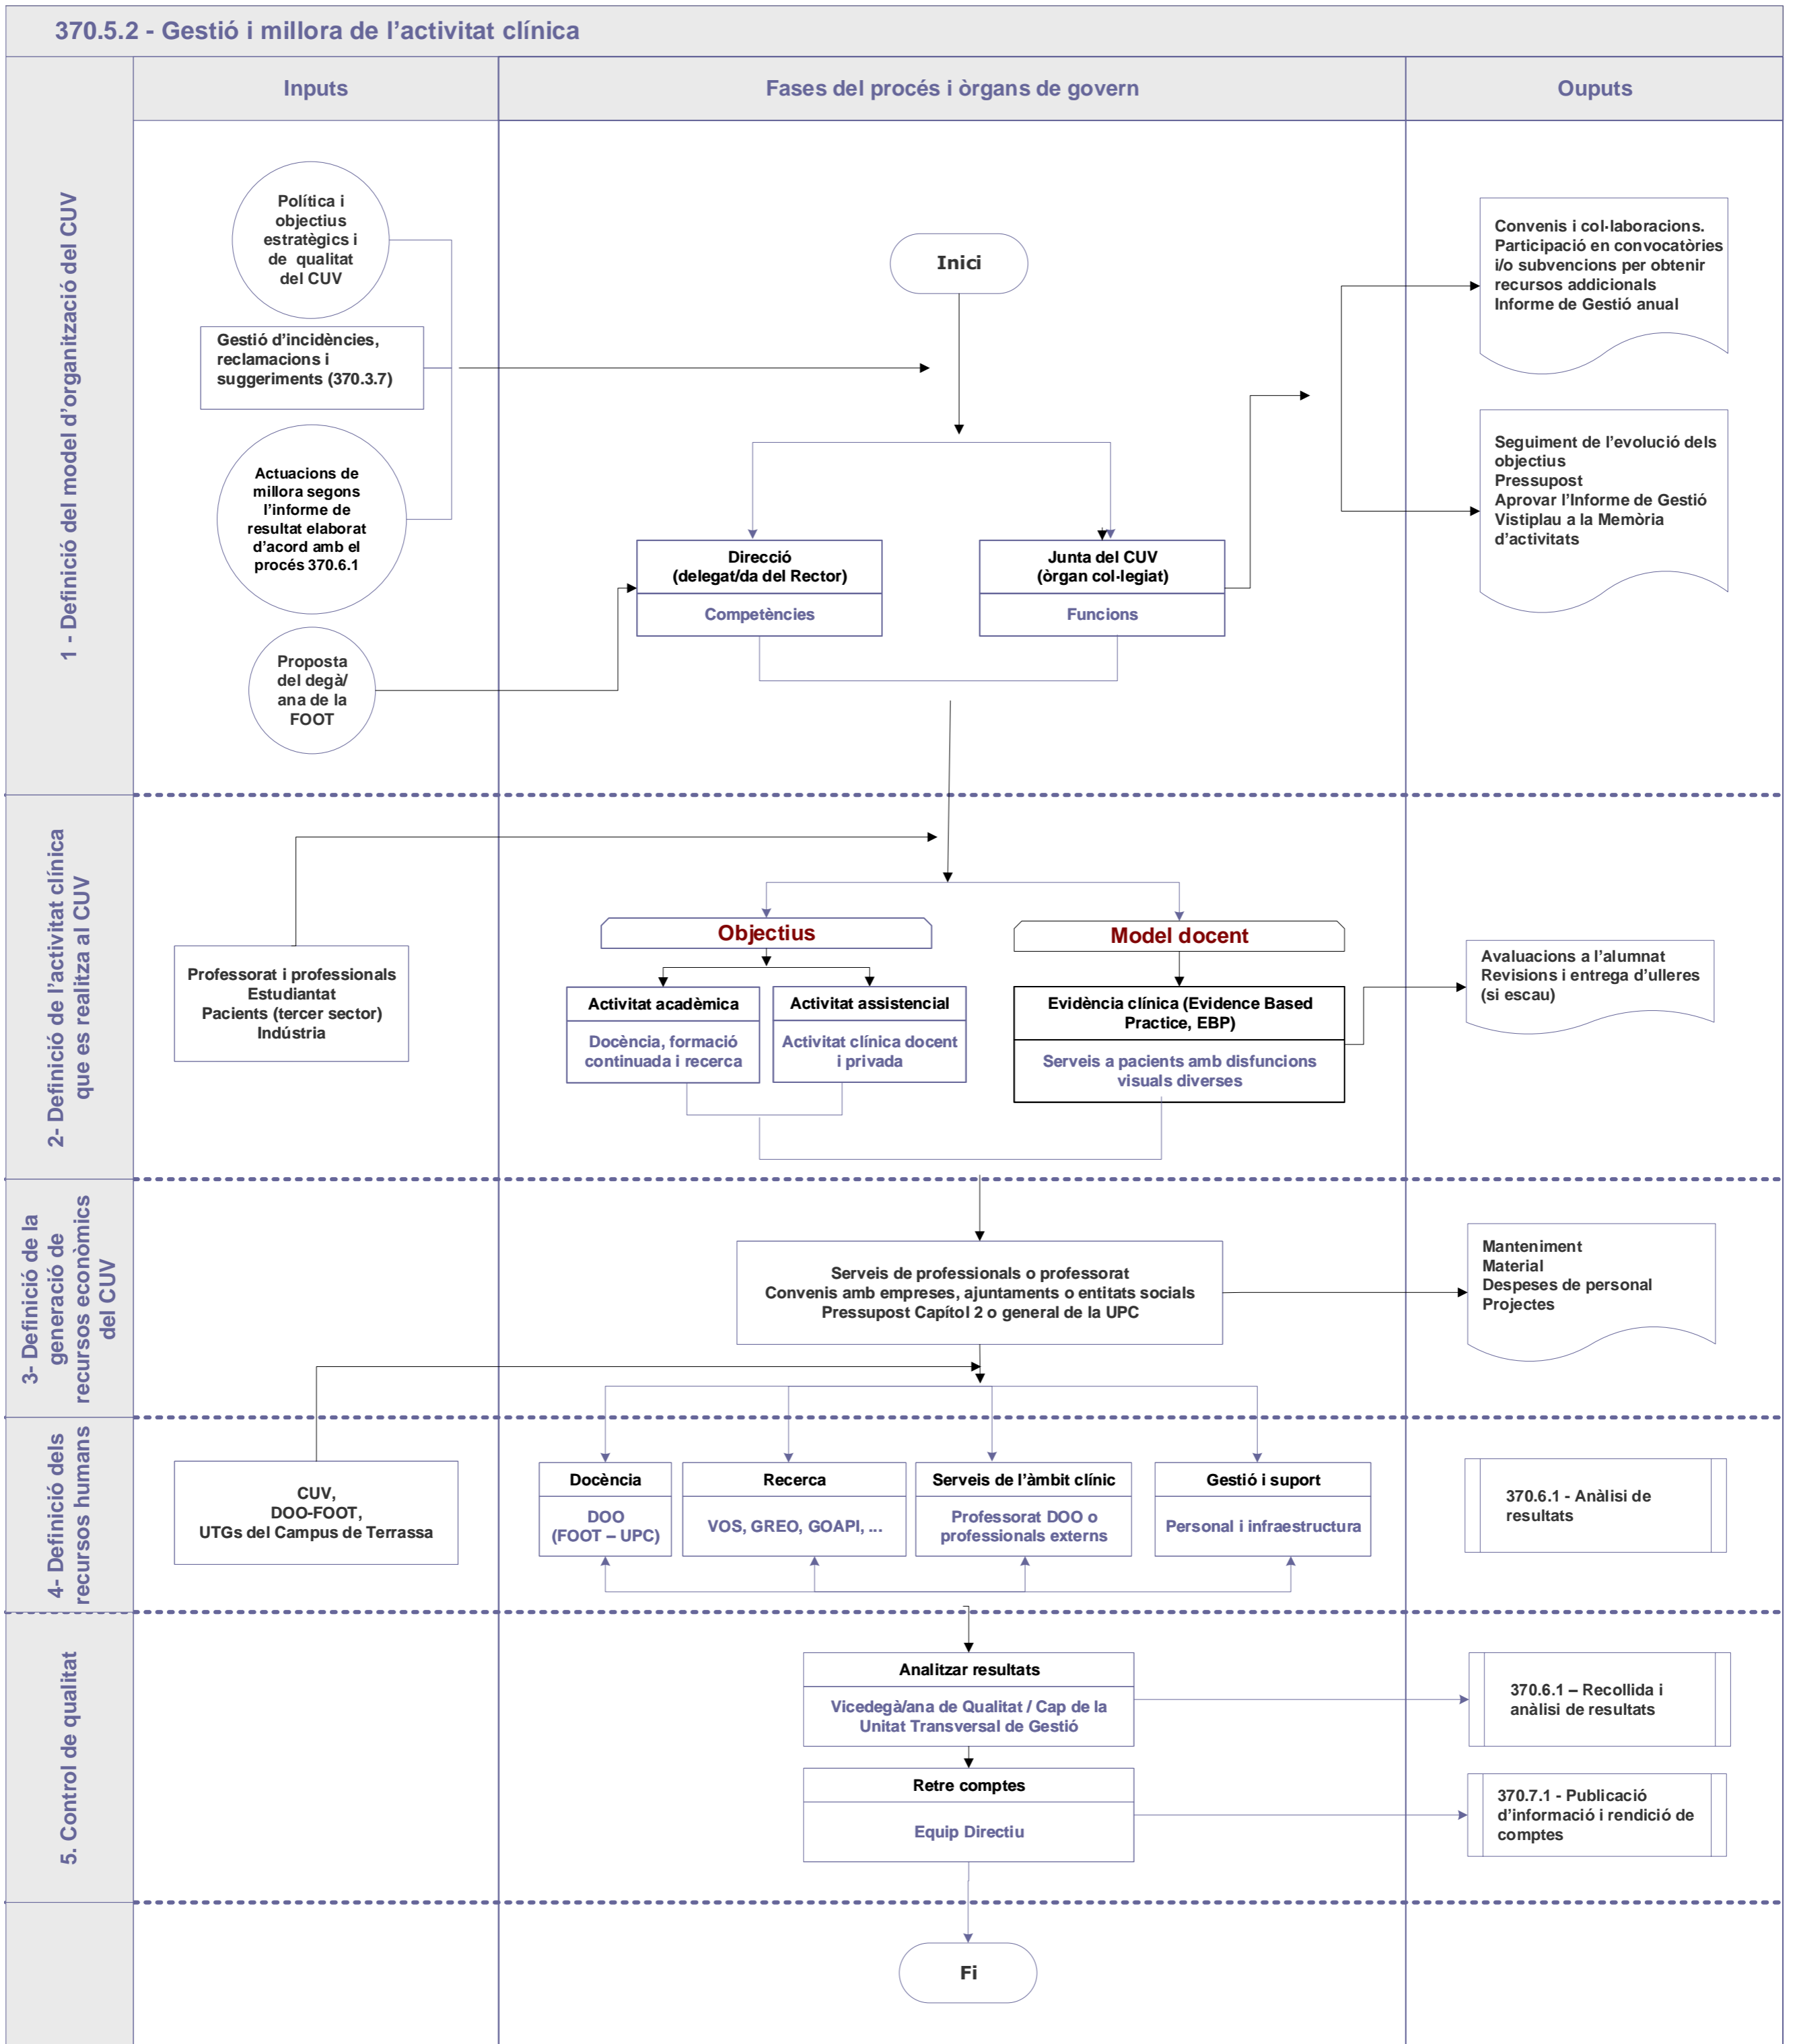 370.5.2 - Gestió i millora de l’activitat clínica
Inputs
Fases del procés i òrgans de govern
Ouputs
1 - Definició del model d’organització del CUV
Política i
objectius
estratègics i
de qualitat
del CUV
Gestió d’incidències,
reclamacions i
suggeriments (370.3.7)
Actuacions de
millora segons
l’informe de
resultat elaborat
d’acord amb el
procés 370.6.1
Proposta
del degà/
ana de la
FOOT
Inici
Direcció
(delegat/da del Rector)
Competències
Junta del CUV
(òrgan col·legiat)
Funcions
Convenis i col·laboracions.
Participació en convocatòries
i/o subvencions per obtenir
recursos addicionals
Informe de Gestió anual
Seguiment de l’evolució dels
objectius
Pressupost
Aprovar l’Informe de Gestió
Vistiplau a la Memòria
d’activitats
2- Definició de l’activitat clínica
que es realitza al CUV
Professorat i professionals
Estudiantat
Pacients (tercer sector)
Indústria
Objectius
Activitat acadèmica
Docència, formació
continuada i recerca
Activitat assistencial
Activitat clínica docent
i privada
Model docent
Evidència clínica (Evidence Based
Practice, EBP)
Serveis a pacients amb disfuncions
visuals diverses
Avaluacions a l’alumnat
Revisions i entrega d’ulleres
(si escau)
3- Definició de la
generació de
recursos econòmics
del CUV
Serveis de professionals o professorat
Convenis amb empreses, ajuntaments o entitats socials
Pressupost Capítol 2 o general de la UPC
Manteniment
Material
Despeses de personal
Projectes
4- Definició dels
recursos humans
CUV,
DOO-FOOT,
UTGs del Campus de Terrassa
Docència
DOO
(FOOT – UPC)
Recerca
VOS, GREO, GOAPI, ...
Serveis de l’àmbit clínic
Professorat DOO o
professionals externs
Gestió i suport
Personal i infraestructura
370.6.1 - Anàlisi de
resultats
5. Control de qualitat
Analitzar resultats
Vicedegà/ana de Qualitat / Cap de la
Unitat Transversal de Gestió
370.6.1 – Recollida i
anàlisi de resultats
Retre comptes
Equip Directiu
370.7.1 - Publicació
d’informació i rendició de
comptes
Fi